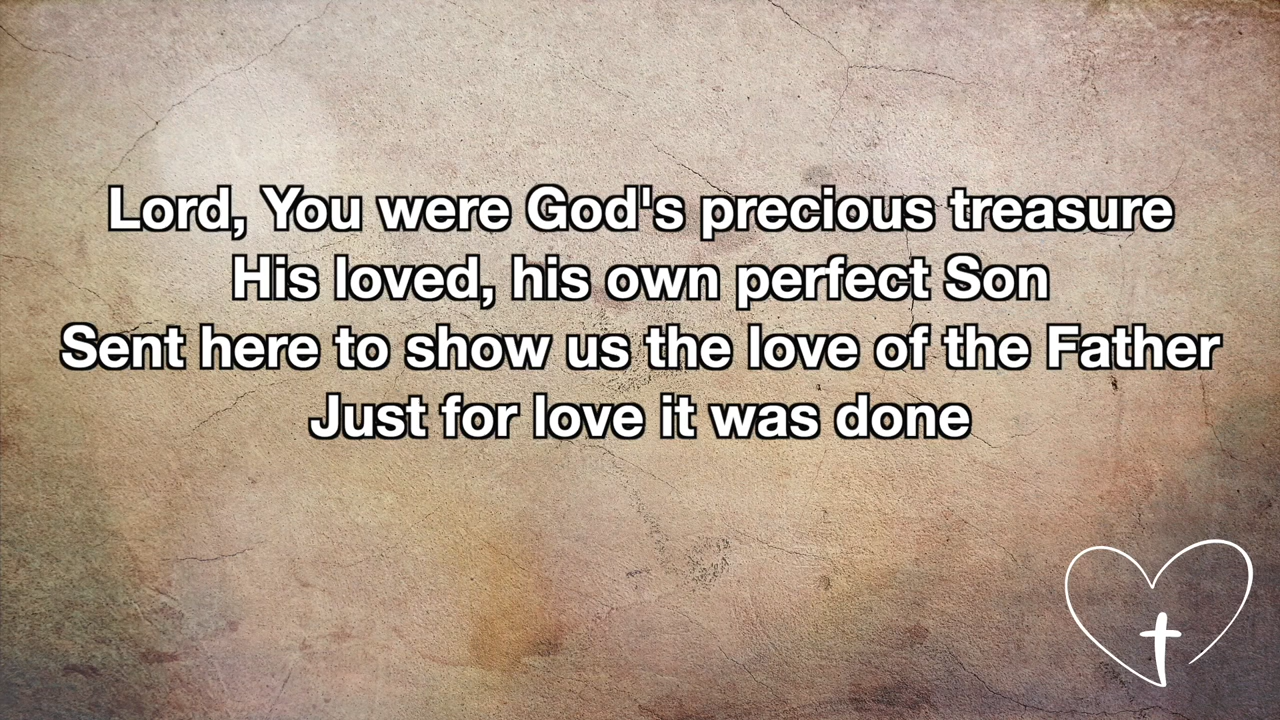 Lord, You were God's precious treasure
His loved, his own perfect Son
Sent here to show us the love of the Father
Just for love it was done